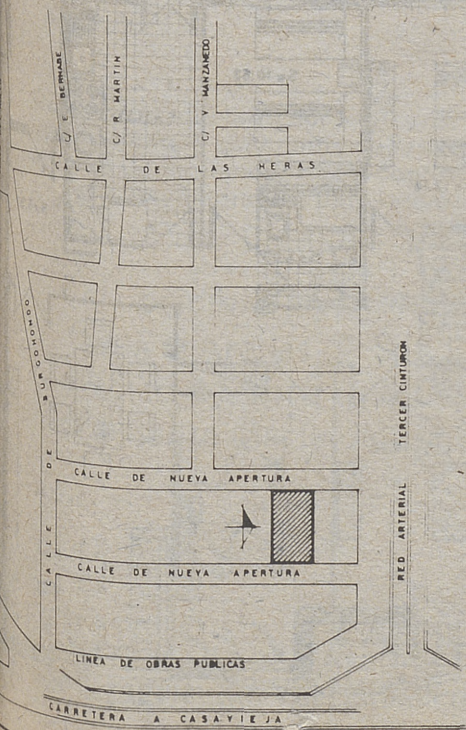 C/ E BERNABE
C/ R MARTIN
C/ V MANZANEDO
CALLE DE LAS HERAS
CALLE DE BURGOHONDO
RED ARTERIAL TERCER CINTURON
CALLE DE NUEVA APERTURA
CALLE DE NUEVA APERTURA
LINEA DE OBRAS PUBLICAS
CARRETERA A CASAVIEJA